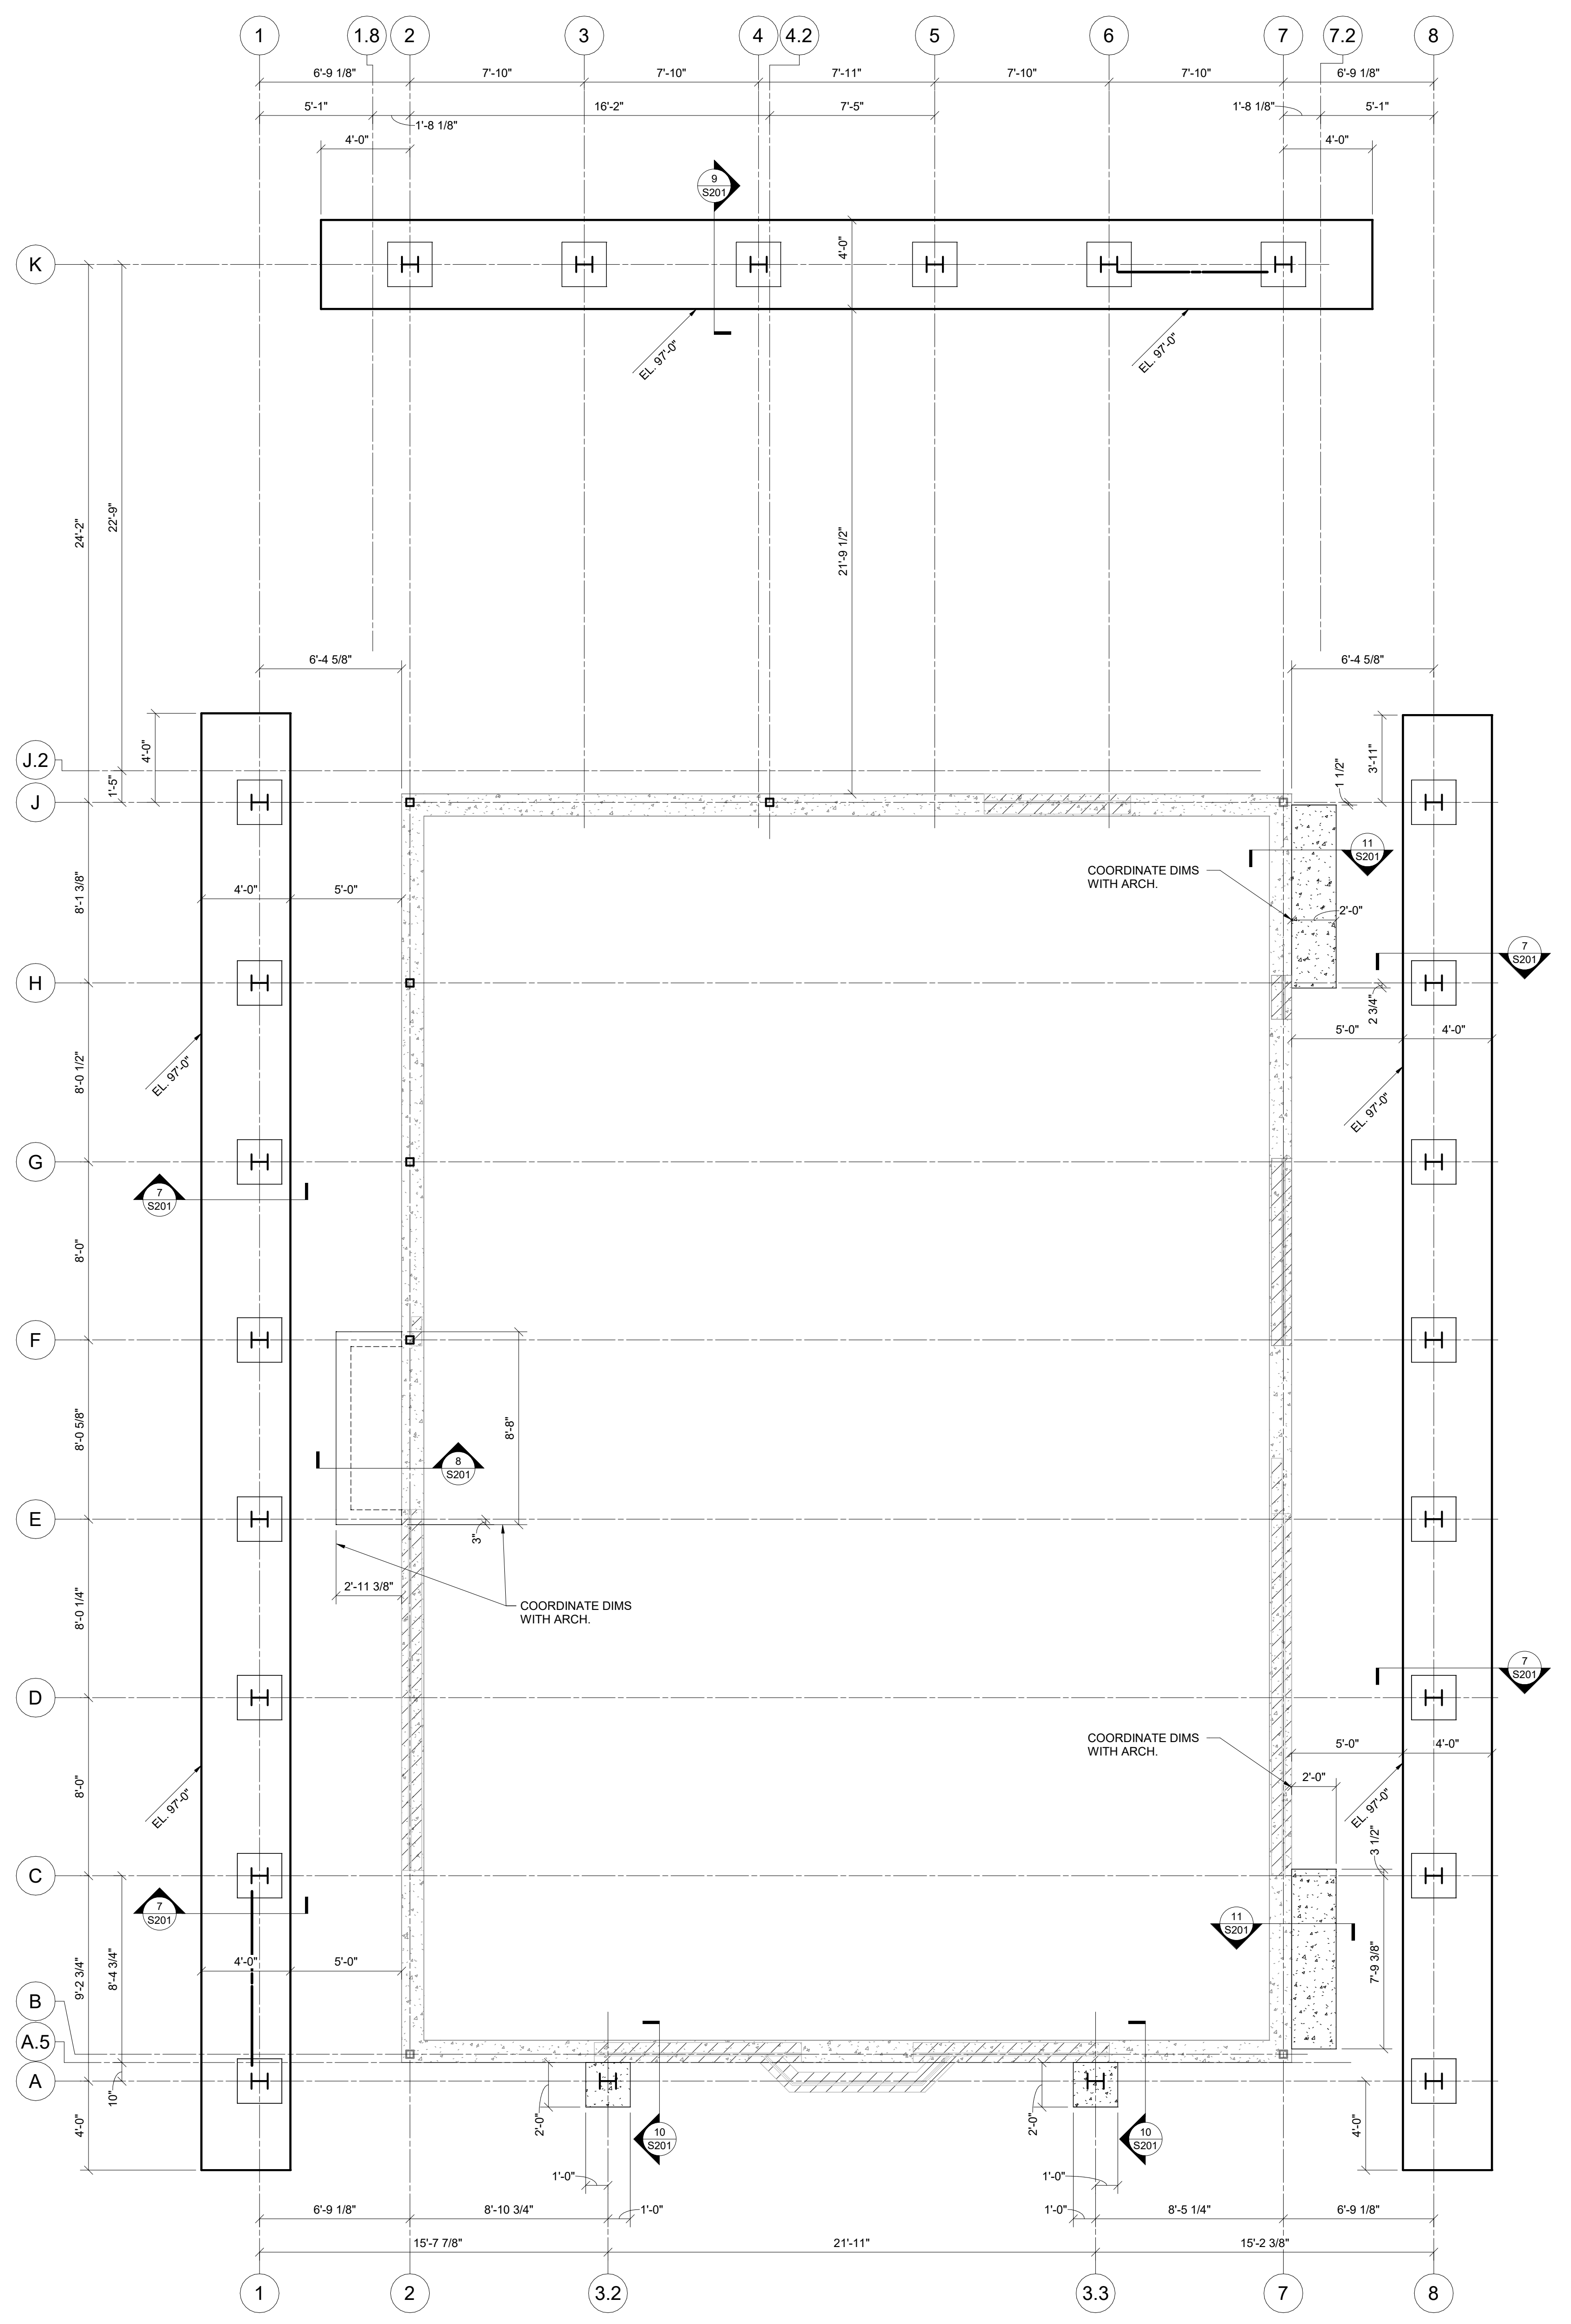 1
1.8
2
3
4
4.2
5
6
7
7.2
8
6'-9 1/8"
7'-10"
7'-10"
7'-11"
7'-10"
7'-10"
6'-9 1/8"
5'-1"
1'-8 1/8"
16'-2"
7'-5"
1'-8 1/8"
5'-1"
4'-0"
4'-0"
9
S201
K
4'-0"
EL. 97'-0"
EL. 97'-0"
24'-2"
22'-9"
21'-9 1/2"
6'-4 5/8"
6'-4 5/8"
4'-0"
3'-11"
J.2
1'-5"
1 1/2"
J
11
S201
COORDINATE DIMS
WITH ARCH.
8'-1 3/8"
4'-0"
5'-0"
2'-0"
7
S201
H
2 3/4"
5'-0"
4'-0"
8'-0 1/2"
EL. 97'-0"
EL. 97'-0"
G
7
S201
8'-0"
F
8'-8"
8'-0 5/8"
8
S201
E
3"
2'-11 3/8"
COORDINATE DIMS
WITH ARCH.
8'-0 1/4"
7
S201
D
COORDINATE DIMS
WITH ARCH.
5'-0"
4'-0"
8'-0"
EL. 97'-0"
2'-0"
EL. 97'-0"
3 1/2"
C
7
S201
11
S201
9'-2 3/4"
8'-4 3/4"
4'-0"
5'-0"
7'-9 3/8"
B
A.5
A
10"
4'-0"
2'-0"
2'-0"
4'-0"
10
S201
10
S201
1'-0"
1'-0"
6'-9 1/8"
8'-10 3/4"
1'-0"
1'-0"
8'-5 1/4"
6'-9 1/8"
15'-7 7/8"
21'-11"
15'-2 3/8"
1
2
3.2
3.3
7
8